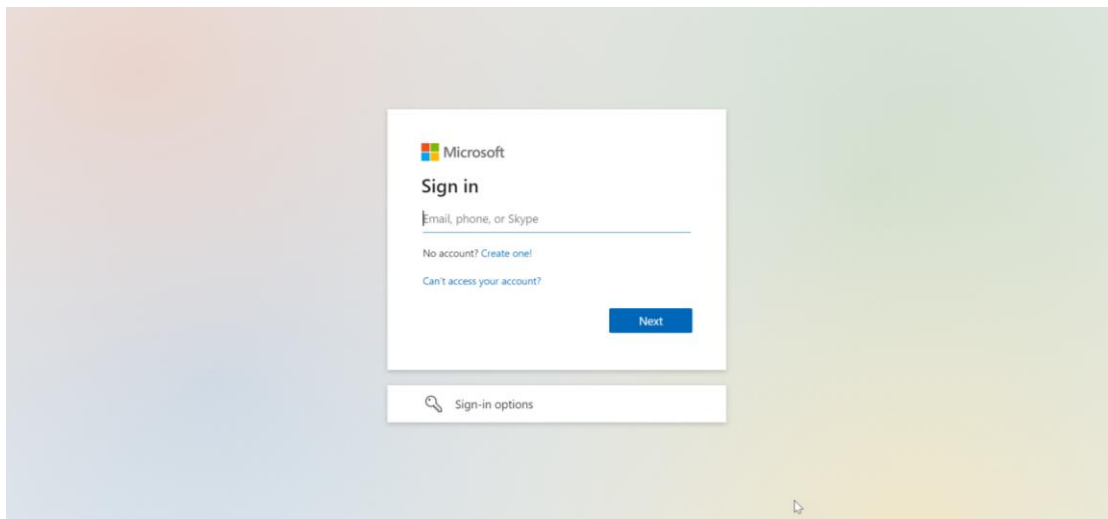 Microsoft
Sign in
Email, phone, or Skype
No account? Create one!
Can't access your account?
Next
Sign-in options